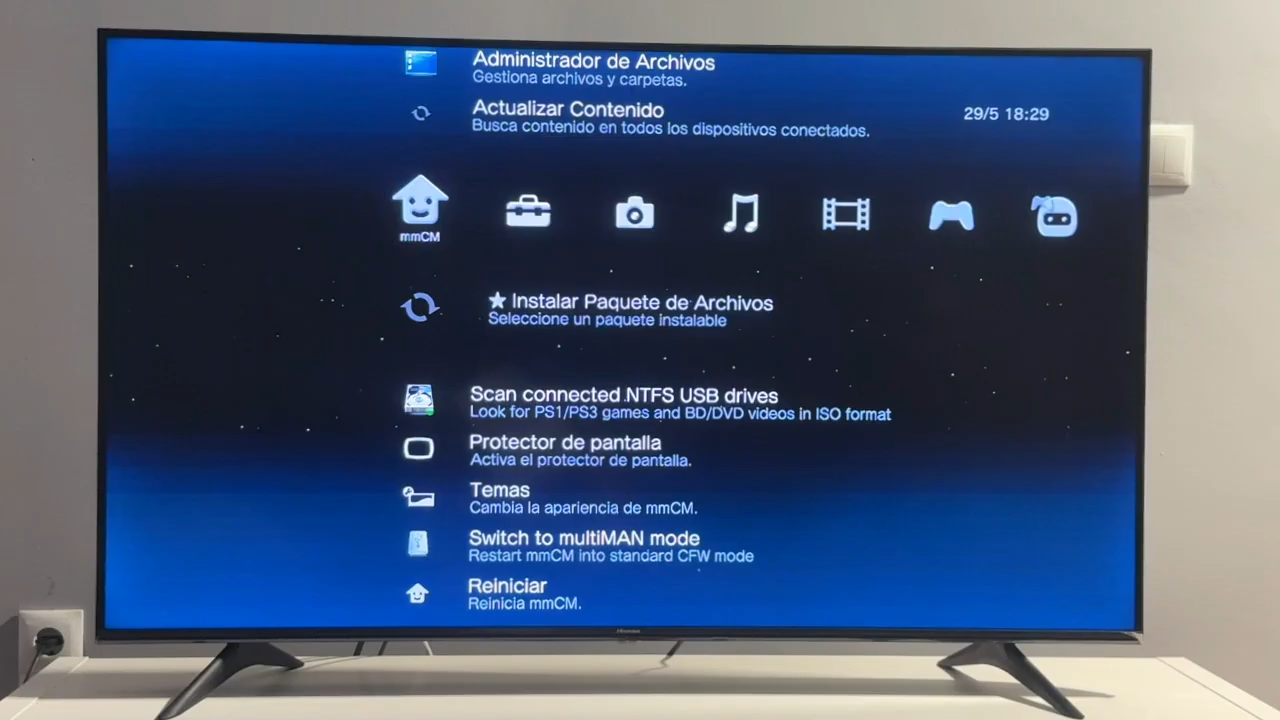 Administrador de Archivos
Gestiona archivos y carpetas.
Actualizar Contenido
Busca contenido en todos los dispositivos conectados.
29/5 18:29
mmCM
★ Instalar Paquete de Archivos
Seleccione un paquete instalable
Scan connected NTFS USB drives
Look for PS1/PS3 games and BD/DVD videos in ISO format
Protector de pantalla
Activa el protector de pantalla.
Temas
Cambia la apariencia de mmCM.
Switch to multiMAN mode
Restart mmCM into standard CFW mode
Reiniciar
Reinicia mmCM.
Hisense